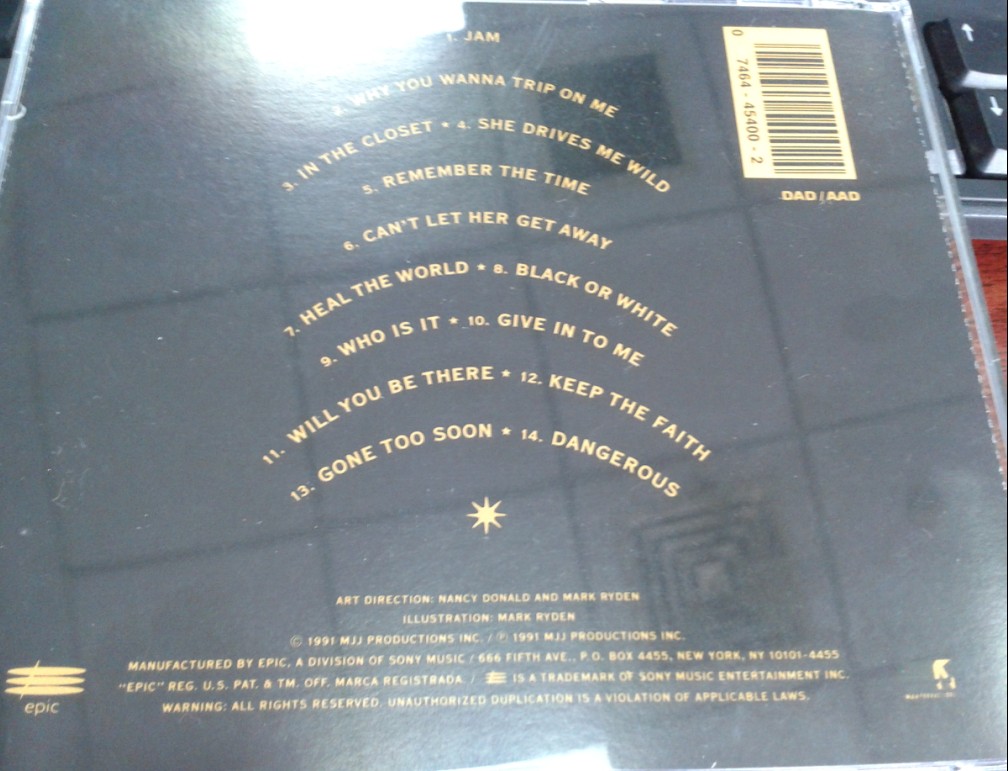 1. JAM
2. WHY YOU WANNA TRIP ON ME
3. IN THE CLOSET * 4. SHE DRIVES ME WILD
5. REMEMBER THE TIME
6. CAN'T LET HER GET AWAY
7. HEAL THE WORLD * 8. BLACK OR WHITE
9. WHO IS IT * 10. GIVE IN TO ME
11. WILL YOU BE THERE * 12. KEEP THE FAITH
13. GONE TOO SOON * 14. DANGEROUS
0 7464-45400-2
DAD / AAD
ART DIRECTION: NANCY DONALD AND MARK RYDEN
ILLUSTRATION: MARK RYDEN
© 1991 MJJ PRODUCTIONS INC. / ℗ 1991 MJJ PRODUCTIONS INC.
MANUFACTURED BY EPIC, A DIVISION OF SONY MUSIC / 666 FIFTH AVE., P.O. BOX 4455, NEW YORK, NY 10101-4455
"EPIC" REG. U.S. PAT. & TM. OFF. MARCA REGISTRADA / IS A TRADEMARK OF SONY MUSIC ENTERTAINMENT INC.
WARNING: ALL RIGHTS RESERVED. UNAUTHORIZED DUPLICATION IS A VIOLATION OF APPLICABLE LAWS.
epic